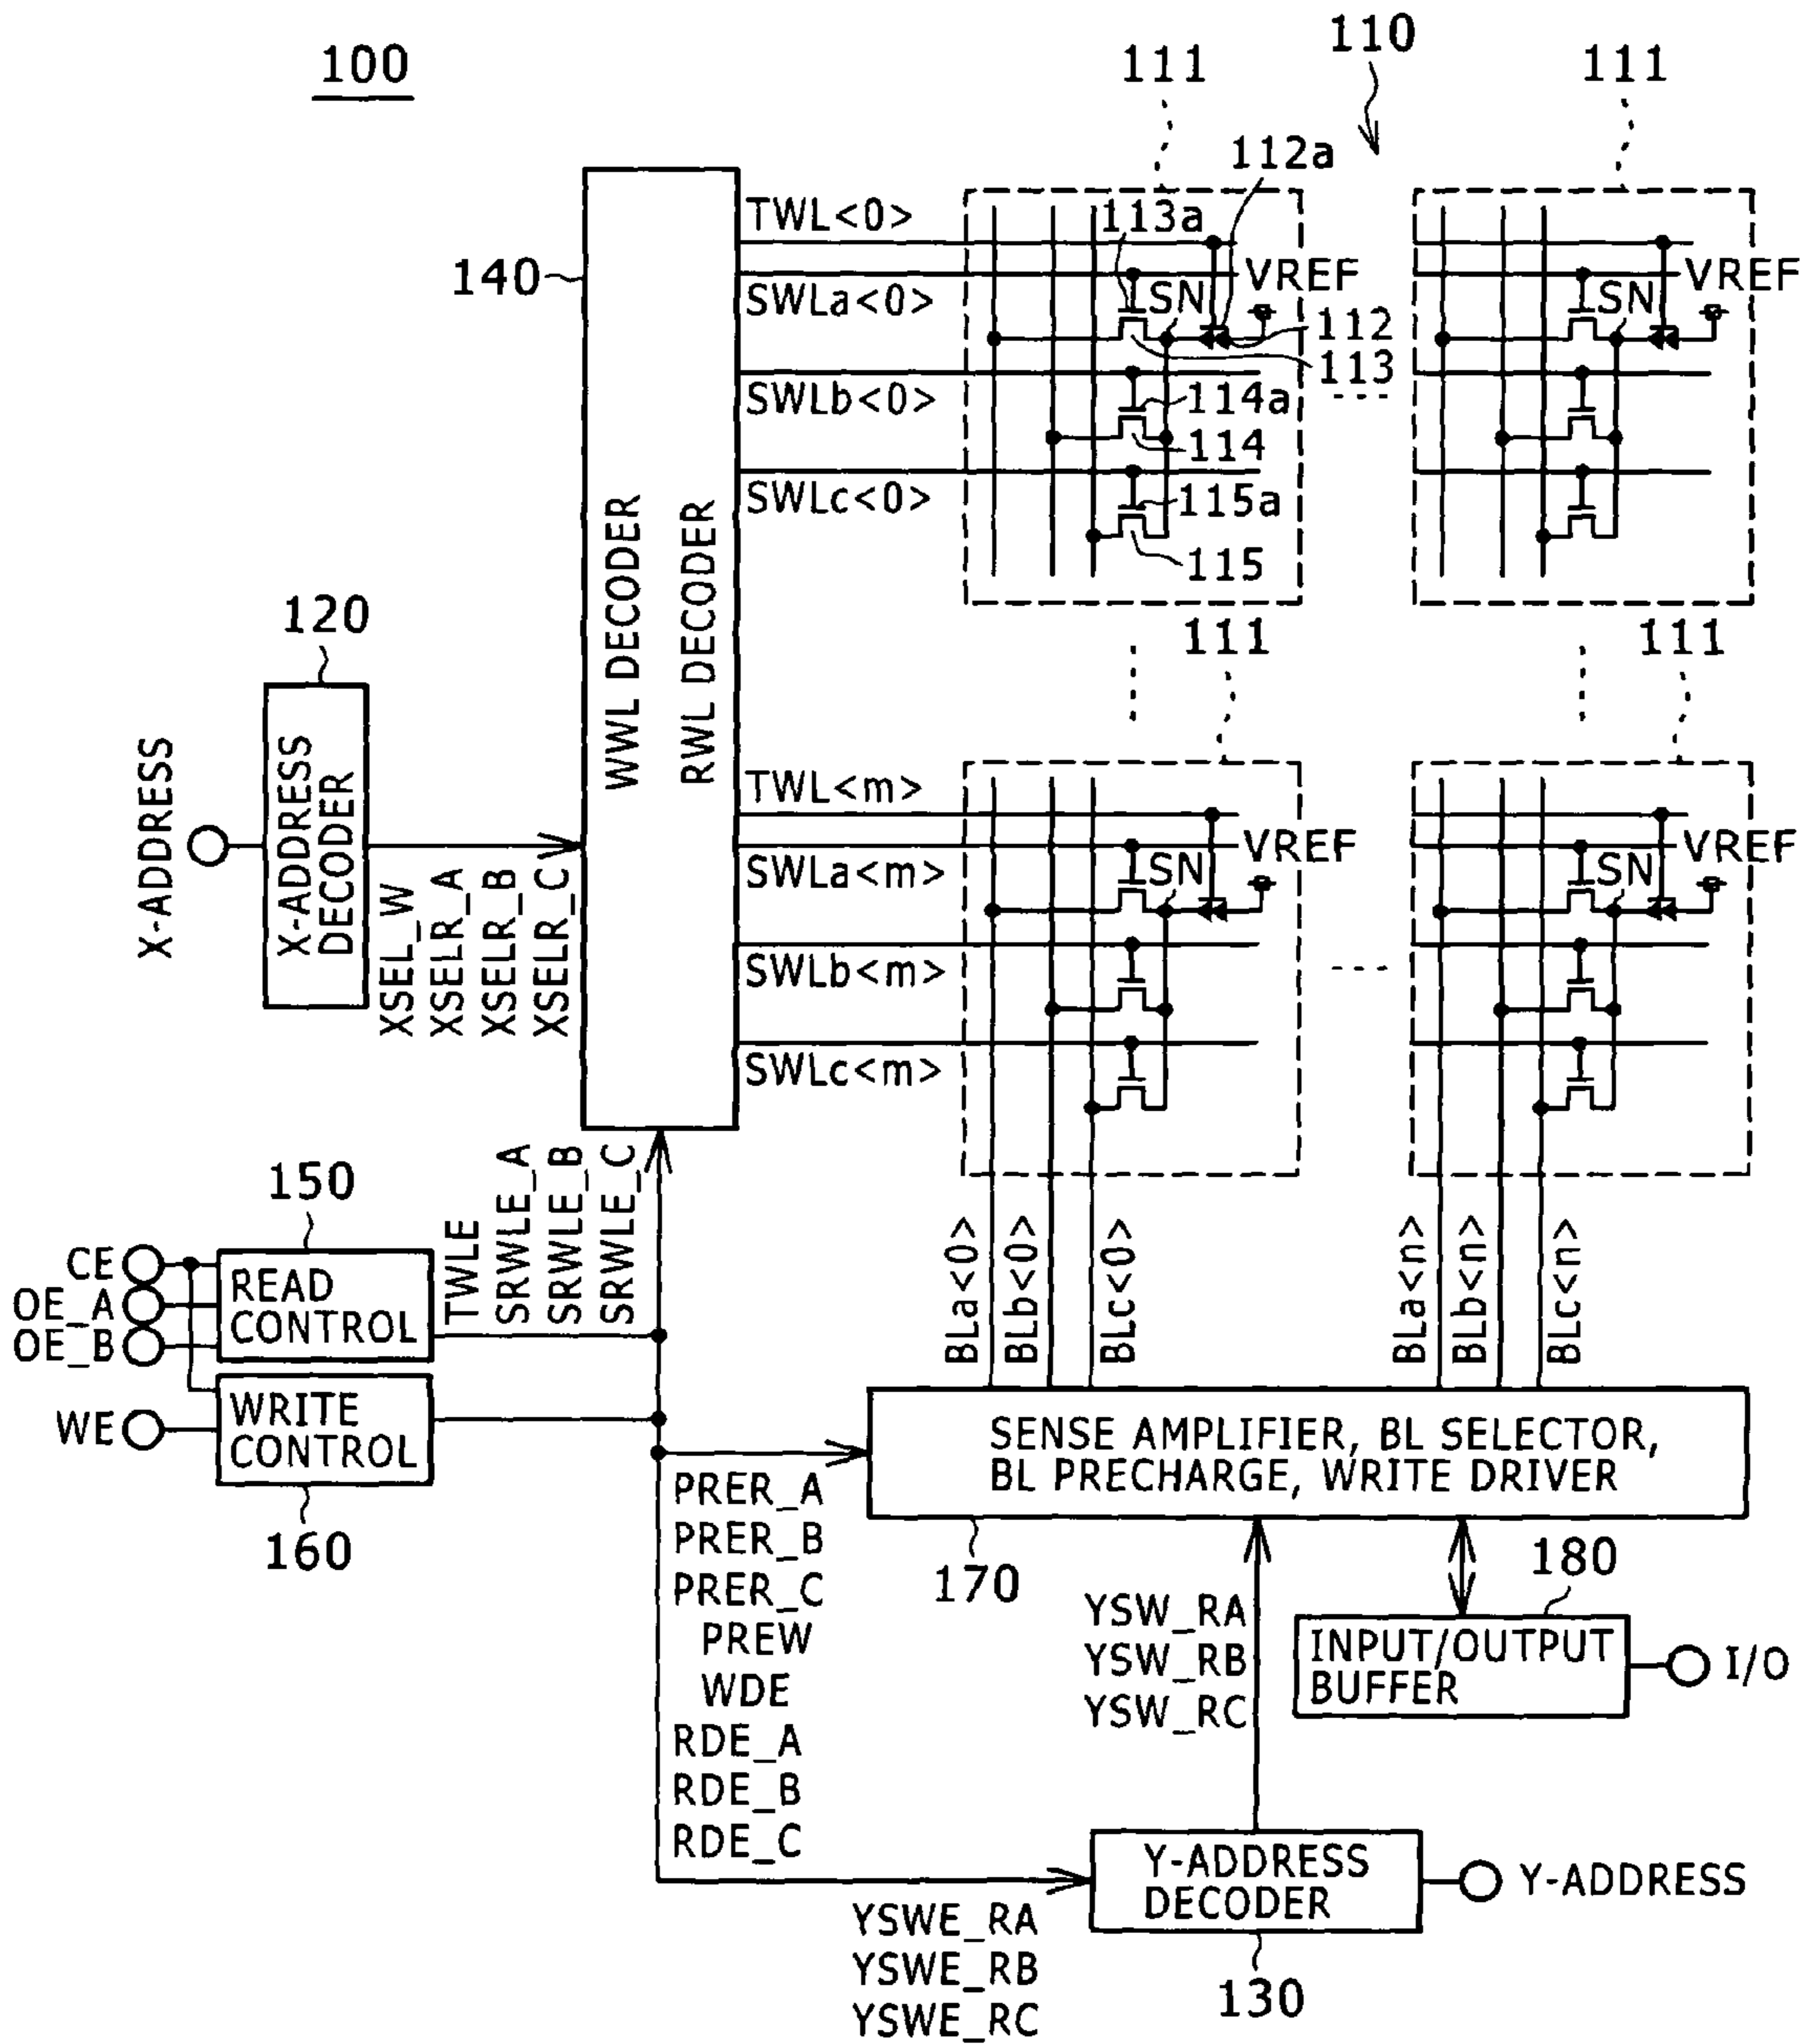 100
110
111
111
112a
113a
TWL<0>
VREF
VREF
140
SWLa<0>
SN
SN
112
113
SWLb<0>
114a
114
SWLc<0>
115a
115
WWL DECODER
RWL DECODER
120
111
111
X-ADDRESS
X-ADDRESS
DECODER
XSEL_W
XSELR_A
XSELR_B
XSELR_C
TWL<m>
VREF
VREF
SWLa<m>
SN
SN
SWLb<m>
SWLc<m>
150
TWLE
SRWLE_A
SRWLE_B
SRWLE_C
CE
OE_A
OE_B
READ
CONTROL
BLa<0>
BLb<0>
BLc<0>
BLa<n>
BLb<n>
BLc<n>
WE
WRITE
CONTROL
160
SENSE AMPLIFIER, BL SELECTOR,
BL PRECHARGE, WRITE DRIVER
170
180
PRER_A
PRER_B
PRER_C
PREW
WDE
RDE_A
RDE_B
RDE_C
YSW_RA
YSW_RB
YSW_RC
INPUT/OUTPUT
BUFFER
I/O
Y-ADDRESS
DECODER
Y-ADDRESS
YSWE_RA
YSWE_RB
YSWE_RC
130